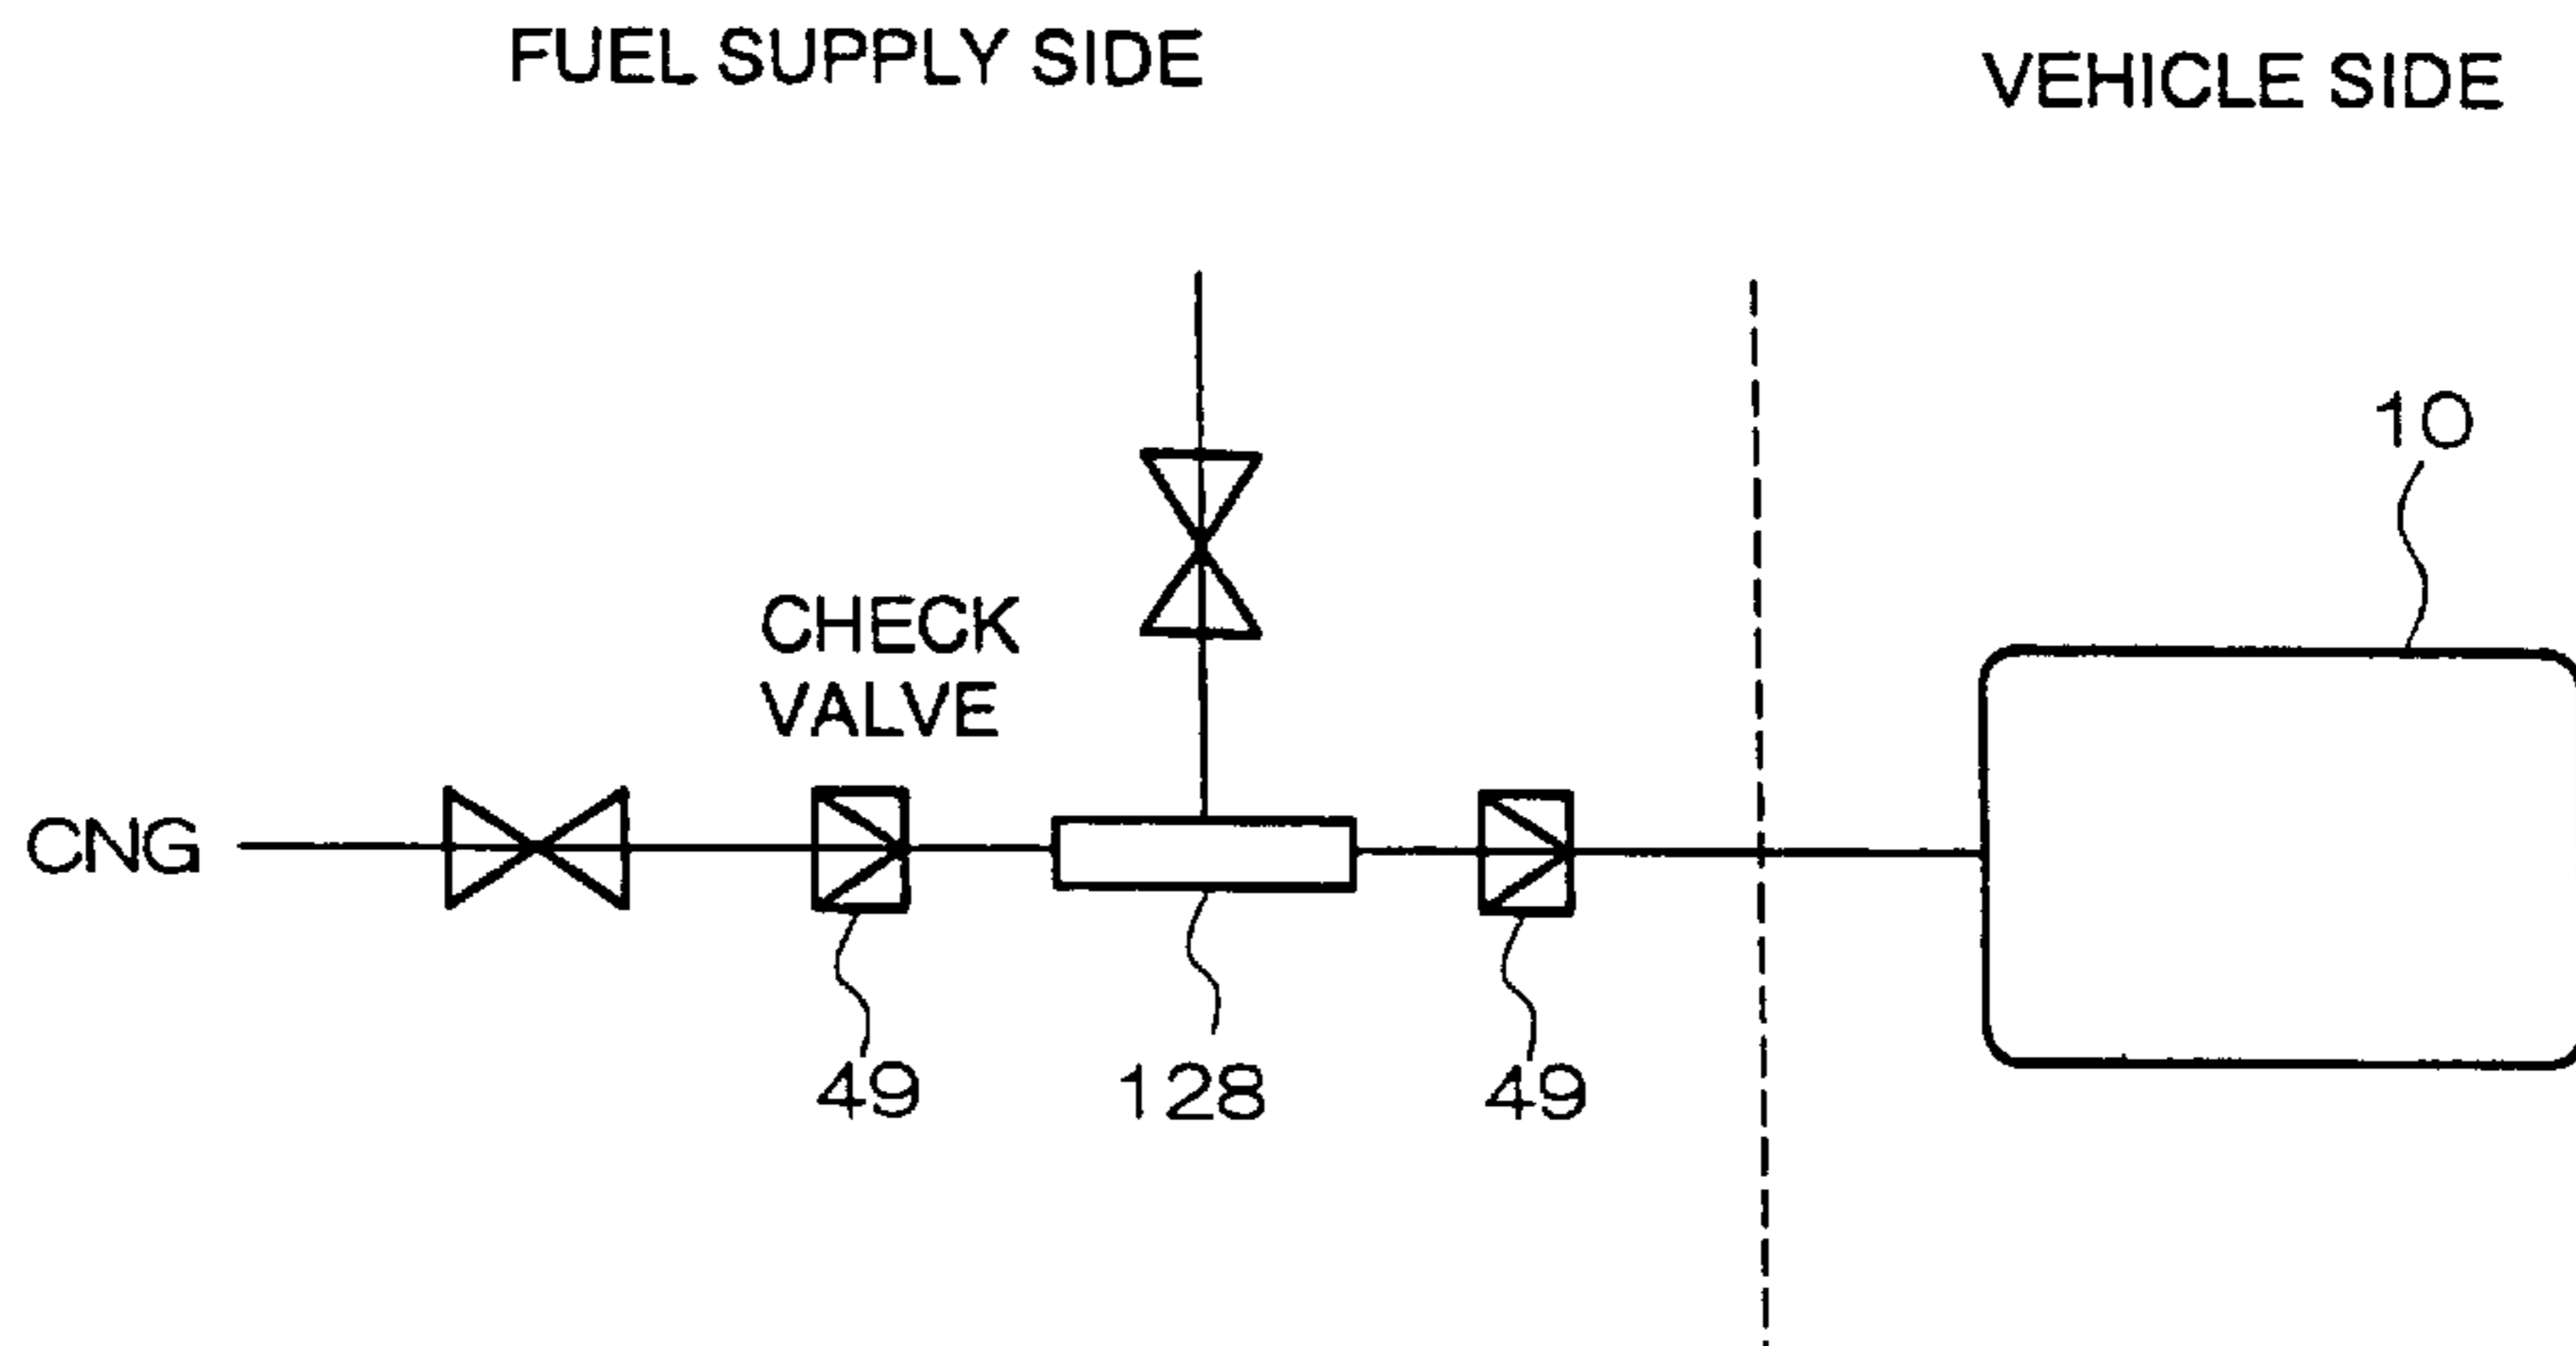 FUEL SUPPLY SIDE
VEHICLE SIDE
10
CHECK
VALVE
CNG
49
128
49